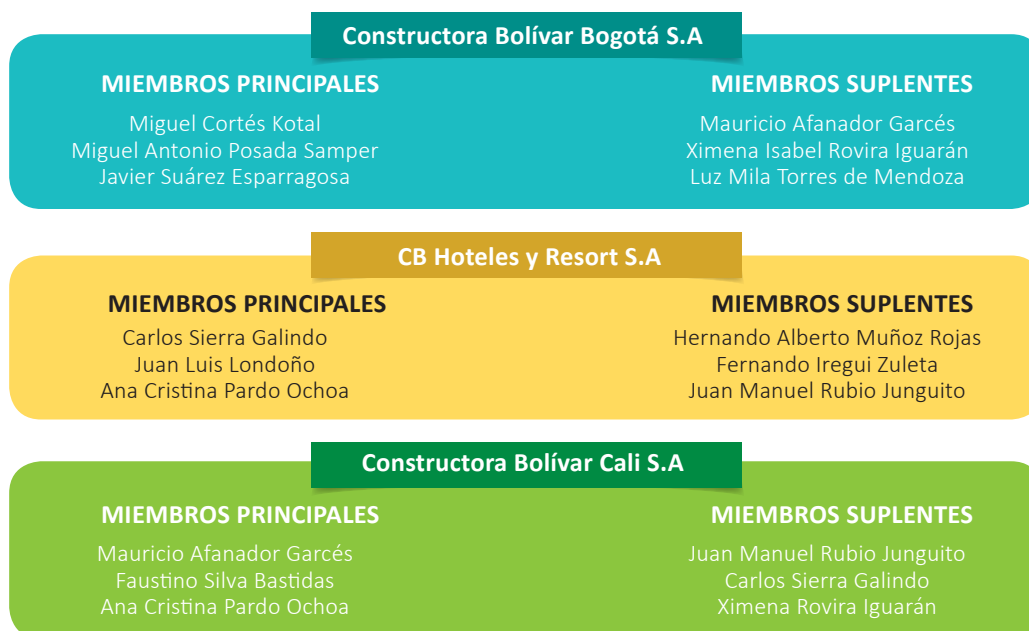 Constructora Bolívar Bogotá S.A
MIEMBROS PRINCIPALES
Miguel Cortés Kotal
Miguel Antonio Posada Samper
Javier Suárez Esparragosa
MIEMBROS SUPLENTES
Mauricio Afanador Garcés
Ximena Isabel Rovira Iguarán
Luz Mila Torres de Mendoza
CB Hoteles y Resort S.A
MIEMBROS PRINCIPALES
Carlos Sierra Galindo
Juan Luis Londoño
Ana Cristina Pardo Ochoa
MIEMBROS SUPLENTES
Hernando Alberto Muñoz Rojas
Fernando Iregui Zuleta
Juan Manuel Rubio Junguito
Constructora Bolívar Cali S.A
MIEMBROS PRINCIPALES
Mauricio Afanador Garcés
Faustino Silva Bastidas
Ana Cristina Pardo Ochoa
MIEMBROS SUPLENTES
Juan Manuel Rubio Junguito
Carlos Sierra Galindo
Ximena Rovira Iguarán